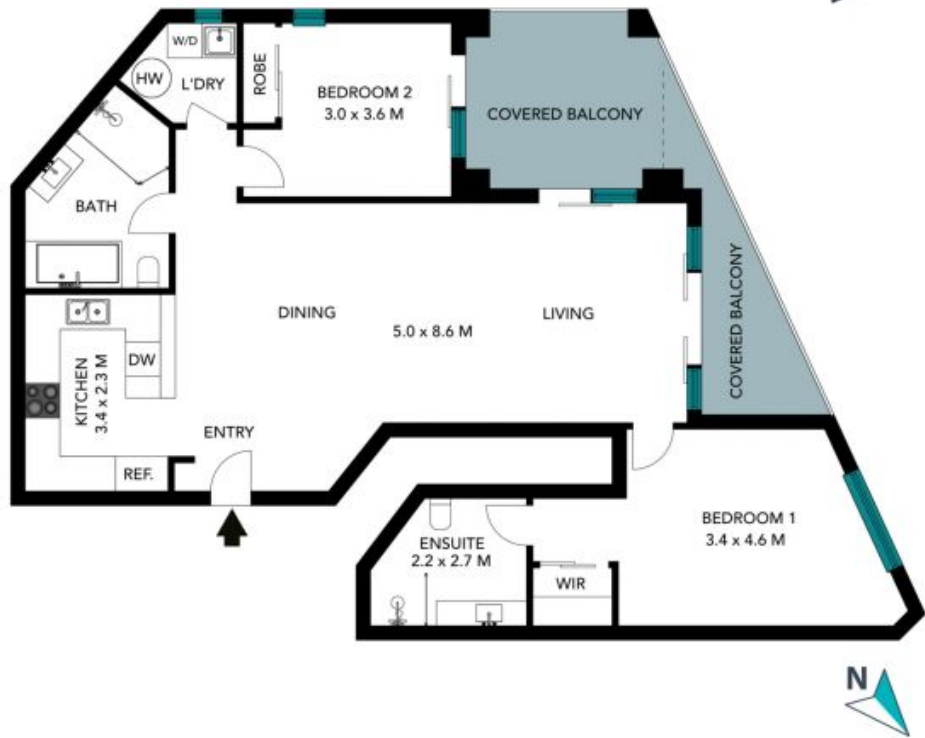 W/D
HW
L'DRY
ROBE
BEDROOM 2
3.0 x 3.6 M
COVERED BALCONY
BATH
DINING
5.0 x 8.6 M
LIVING
COVERED BALCONY
KITCHEN
3.4 x 2.3 M
DW
ENTRY
REF.
ENSUITE
2.2 x 2.7 M
WIR
BEDROOM 1
3.4 x 4.6 M
N